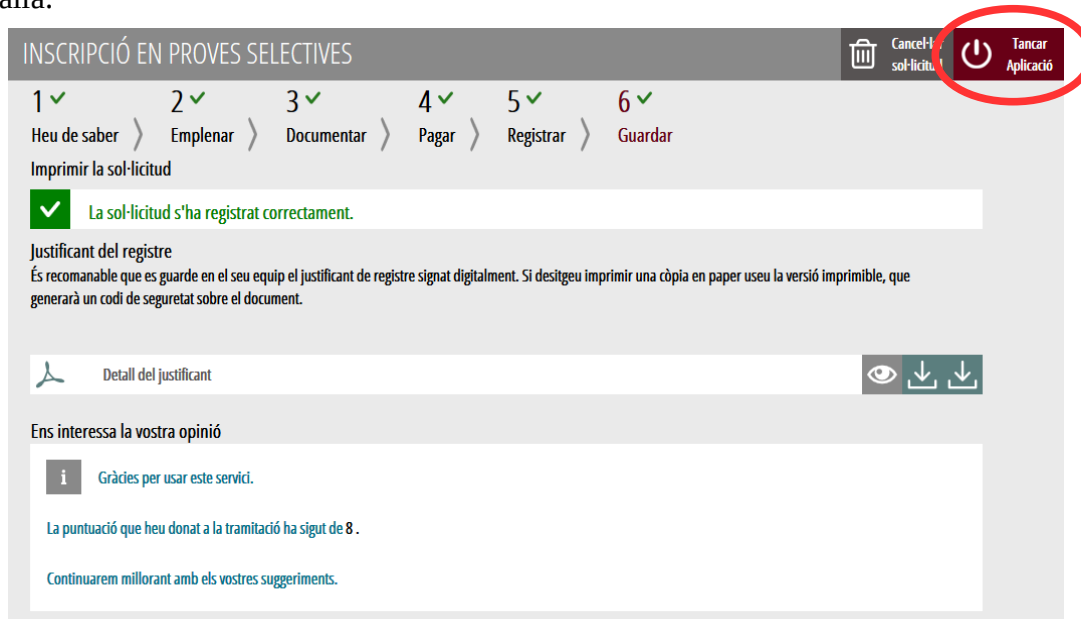 alla.
INSCRIPCIÓ EN PROVES SELECTIVES
Cancel·lar
sol·licitud
Tancar
Aplicació
1
2
3
4
5
6
Heu de saber
Emplenar
Documentar
Pagar
Registrar
Guardar
Imprimir la sol·licitud
La sol·licitud s'ha registrat correctament.
Justificant del registre
És recomanable que es guarde en el seu equip el justificant de registre signat digitalment. Si desitgeu imprimir una còpia en paper useu la versió imprimible, que
generarà un codi de seguretat sobre el document.
Detall del justificant
Ens interessa la vostra opinió
i
Gràcies per usar este servici.
La puntuació que heu donat a la tramitació ha sigut de 8 .
Continuarem millorant amb els vostres suggeriments.